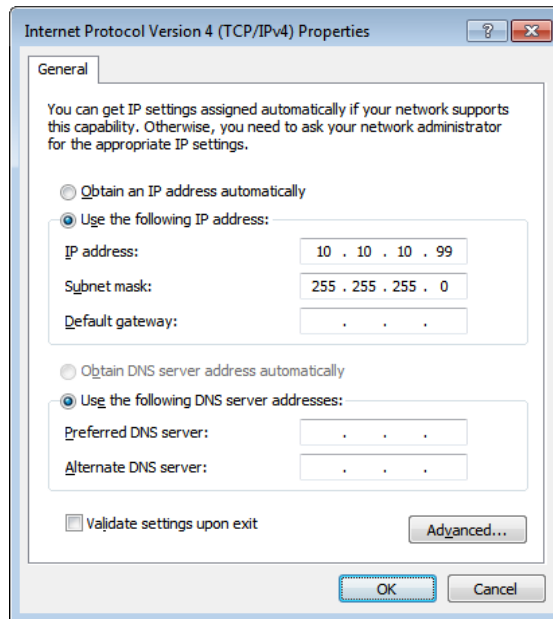 Internet Protocol Version 4 (TCP/IPv4) Properties
?
General
You can get IP settings assigned automatically if your network supports
this capability. Otherwise, you need to ask your network administrator
for the appropriate IP settings.
Obtain an IP address automatically
Use the following IP address:
IP address: 10 . 10 . 10 . 99
Subnet mask: 255 . 255 . 255 . 0
Default gateway: . . .
Obtain DNS server address automatically
Use the following DNS server addresses:
Preferred DNS server: . . .
Alternate DNS server: . . .
Validate settings upon exit
Advanced...
OK Cancel